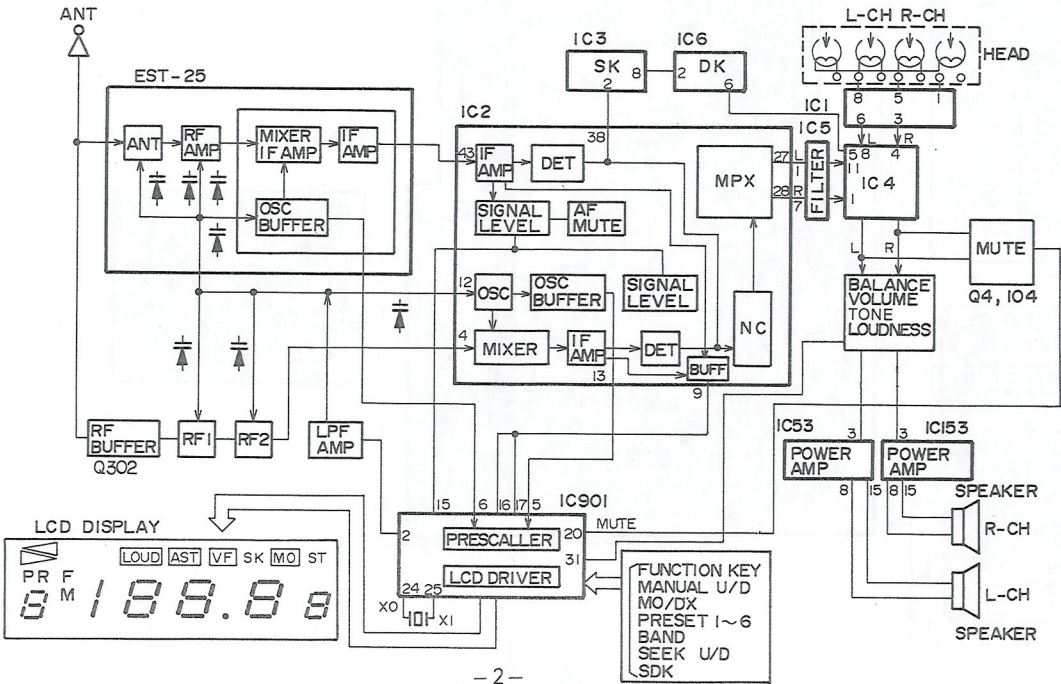 ANT
L-CH R-CH
HEAD
8 5 1
6 L 3 R
IC3
SK
8
2
IC6
2 DK
6
EST-25
ANT
RF AMP
MIXER
IF AMP
IF AMP
OSC
BUFFER
IC2
38
43
IF AMP
DET
SIGNAL
LEVEL
AF
MUTE
MPX
27 L
1
28 R
7
IC1
IC5
FILTER
5 8 4
11
IC4
1
L R
MUTE
Q4, 104
BALANCE
VOLUME
TONE
LOUDNESS
12
OSC
OSC
BUFFER
SIGNAL
LEVEL
4
MIXER
IF AMP
13
DET
BUFF
9
NC
RF
BUFFER
Q302
RF1
RF2
LPF
AMP
IC53
3
POWER
AMP
8 15
IC153
3
POWER
AMP
8 15
SPEAKER
R-CH
L-CH
SPEAKER
15 6 16 17 5
IC901
2
PRESCALLER
20
MUTE
31
LCD DRIVER
24 25
X0 X1
FUNCTION KEY
MANUAL U/D
MO/DX
PRESET 1~6
BAND
SEEK U/D
SDK
LCD DISPLAY
LOUD AST VF SK MO ST
PR F
M
8 188.8 8
-2-